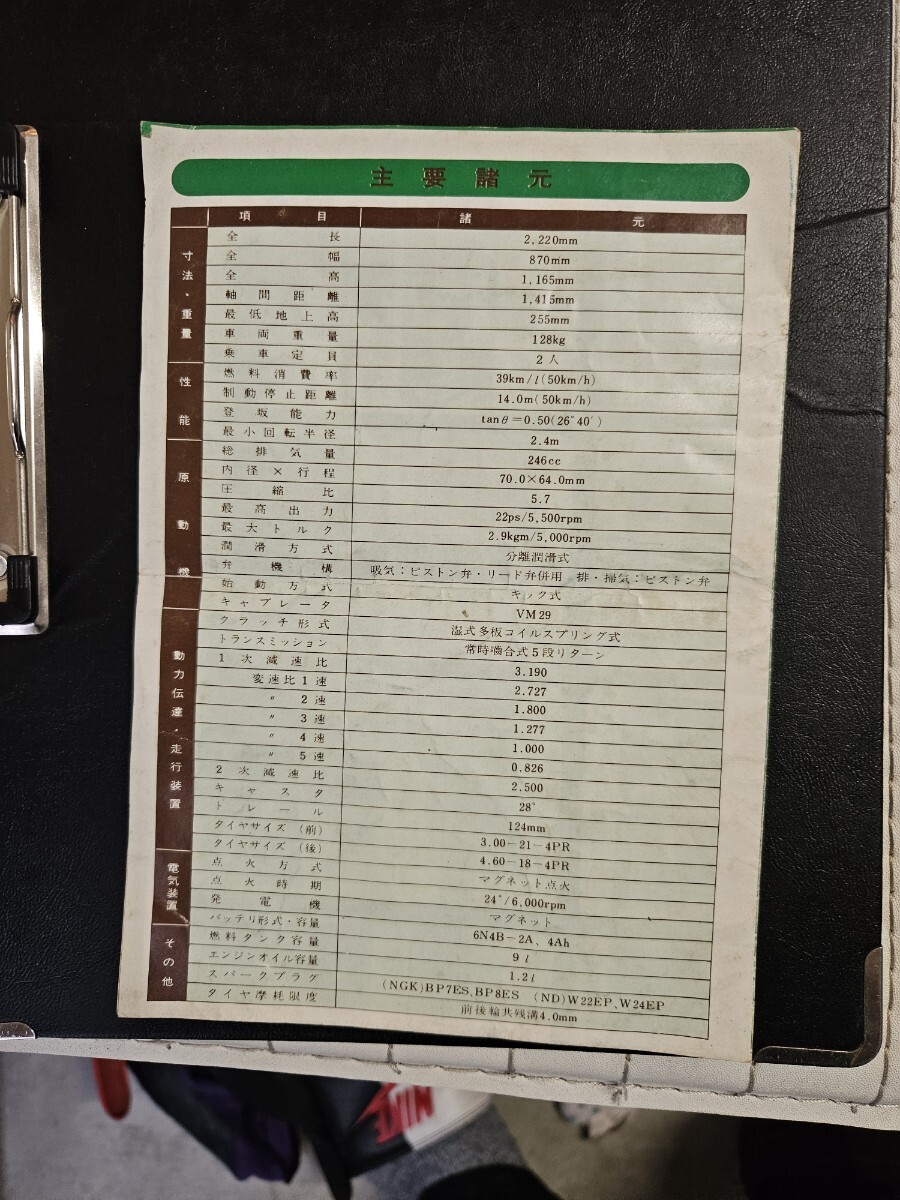 主要諸元
項目 諸元
寸法・重量
全長 2,220mm
全幅 870mm
全高 1,165mm
軸間距離 1,415mm
最低地上高 255mm
車両重量 128kg
乗車定員 2人
性能
燃料消費率 39km/l(50km/h)
制動停止距離 14.0m(50km/h)
登坂能力 tanθ=0.50(26°40′)
最小回転半径 2.4m
原動機
総排気量 246cc
内径×行程 70.0×64.0mm
圧縮比 5.7
最高出力 22ps/5,500rpm
最大トルク 2.9kgm/5,000rpm
潤滑方式 分離潤滑式
弁機構 吸気:ピストン弁・リード弁併用 排・掃気:ピストン弁
始動方式 キック式
キャブレータ VM29
動力伝達・走行装置
クラッチ形式 湿式多板コイルスプリング式
トランスミッション 常時嚙合式5段リターン
1次減速比 3.190
変速比1速 2.727
〃 2速 1.800
〃 3速 1.277
〃 4速 1.000
〃 5速 0.826
2次減速比 2.500
キャスタ 28°
トレール 124mm
タイヤサイズ(前) 3.00-21-4PR
タイヤサイズ(後) 4.60-18-4PR
電気装置
点火方式 マグネット点火
点火時期 24°/6,000rpm
発電機 マグネット
バッテリ形式・容量 6N4B-2A、4Ah
その他
燃料タンク容量 9l
エンジンオイル容量 1.2l
スパークプラグ (NGK)BP7ES、BP8ES (ND)W22EP、W24EP
タイヤ摩耗限度 前後輪共残溝4.0mm